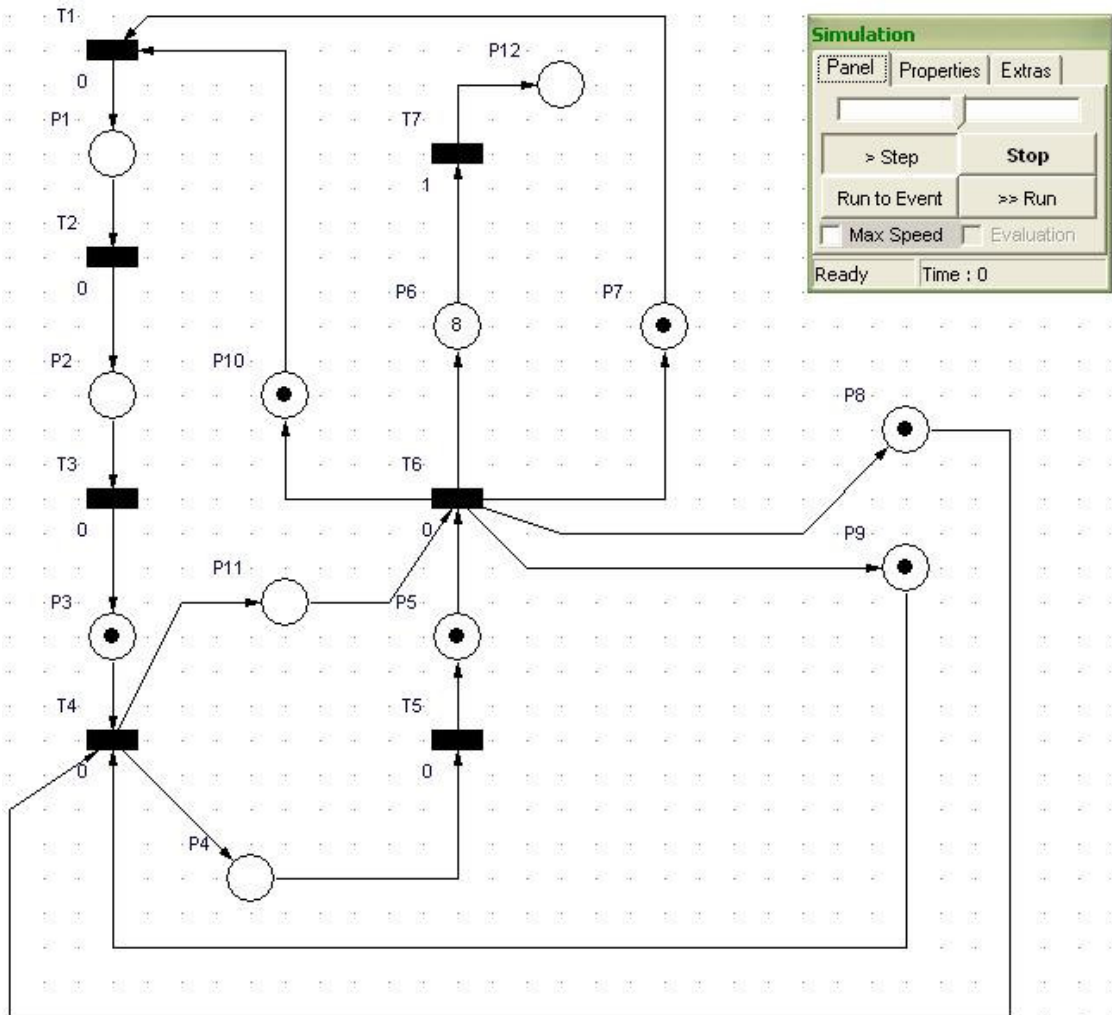 T1
0
P1
T2
0
P2
T3
0
P3
T4
0
P4
P10
P11
P12
T7
1
P6
8
T6
0
P5
T5
0
P7
P8
P9
Simulation
Panel Properties Extras
> Step Stop
Run to Event >> Run
Max Speed Evaluation
Ready Time : 0